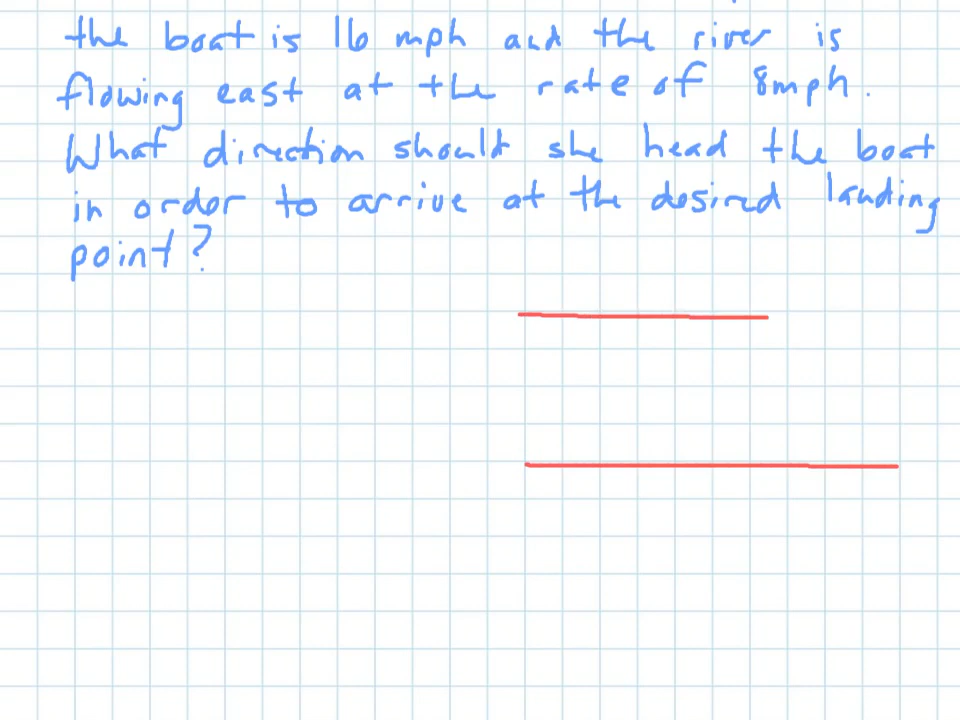 the boat is 16 mph and the river is
flowing east at the rate of 8mph.
What direction should she head the boat
in order to arrive at the desired landing
point?